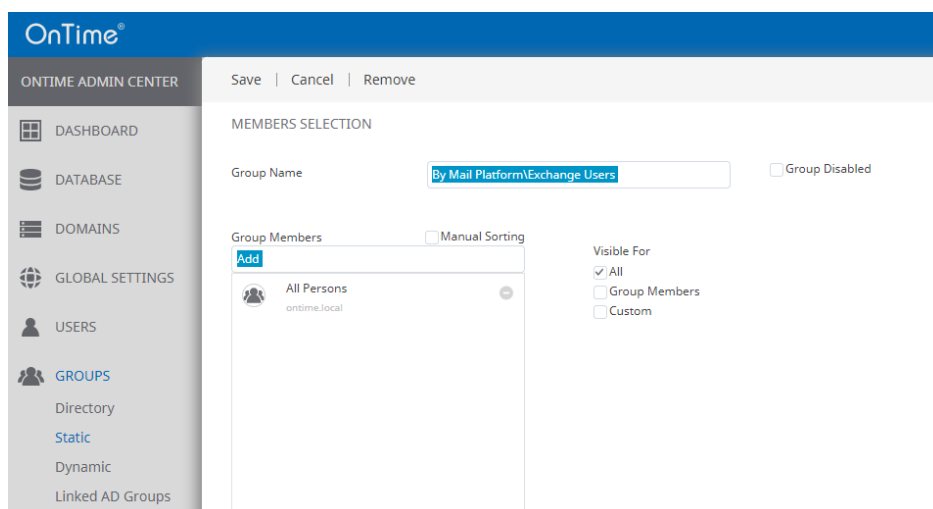 OnTime®
ONTIME ADMIN CENTER
Save | Cancel | Remove
DASHBOARD
DATABASE
DOMAINS
GLOBAL SETTINGS
USERS
GROUPS
Directory
Static
Dynamic
Linked AD Groups
MEMBERS SELECTION
Group Name
By Mail Platform\Exchange Users
Group Disabled
Group Members
Manual Sorting
Add
All Persons
ontime.local
Visible For
All
Group Members
Custom